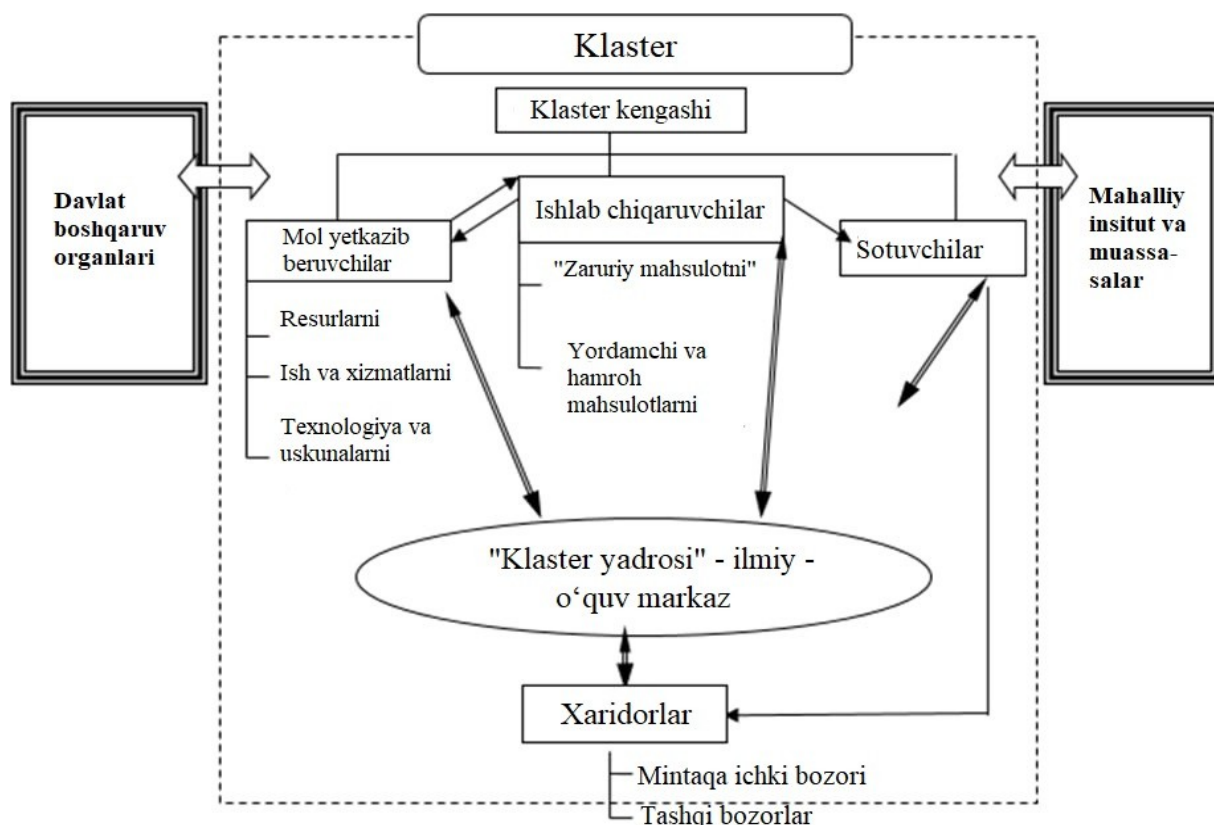 Klaster
Klaster kengashi
Davlat
boshqaruv
organlari
Mol yetkazib
beruvchilar
Resurlarni
Ish va xizmatlarni
Texnologiya va
uskunalarni
Ishlab chiqaruvchilar
"Zaruriy mahsulotni"
Yordamchi va
hamroh
mahsulotlarni
Sotuvchilar
Mahalliy
insitut va
muassa-
salar
"Klaster yadrosi" - ilmiy -
o‘quv markaz
Xaridorlar
Mintaqa ichki bozori
Tashqi bozorlar